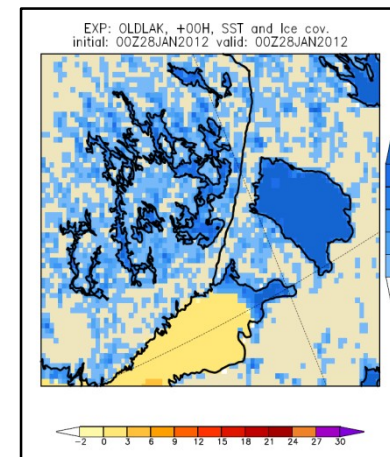 EXP: OLDLAK, +00H, SST and Ice cov.
initial: 00Z28JAN2012 valid: 00Z28JAN2012
-2 0 3 6 9 12 15 18 21 24 27 30